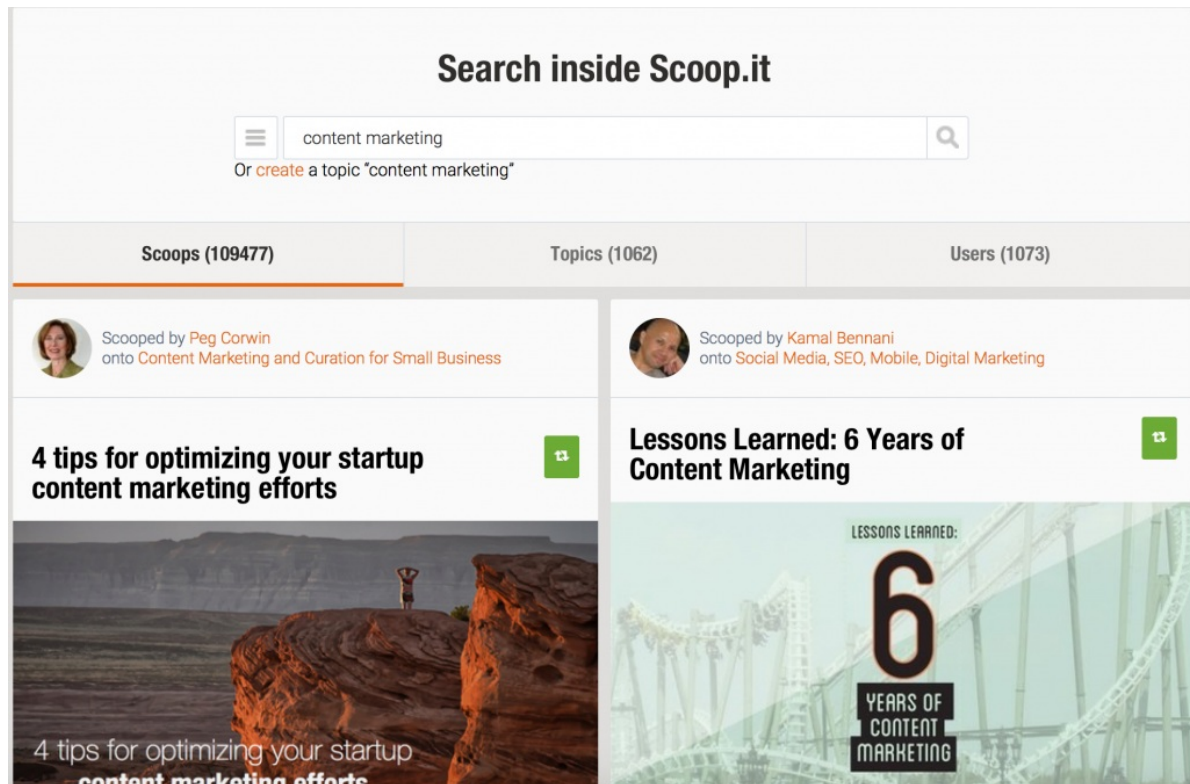 Search inside Scoop.it
content marketing
Or create a topic "content marketing"
Scoops (109477)
Topics (1062)
Users (1073)
Scooped by Peg Corwin
onto Content Marketing and Curation for Small Business
4 tips for optimizing your startup
content marketing efforts
4 tips for optimizing your startup
content marketing efforts
Scooped by Kamal Bennani
onto Social Media, SEO, Mobile, Digital Marketing
Lessons Learned: 6 Years of
Content Marketing
LESSONS LEARNED:
6
YEARS OF
CONTENT
MARKETING